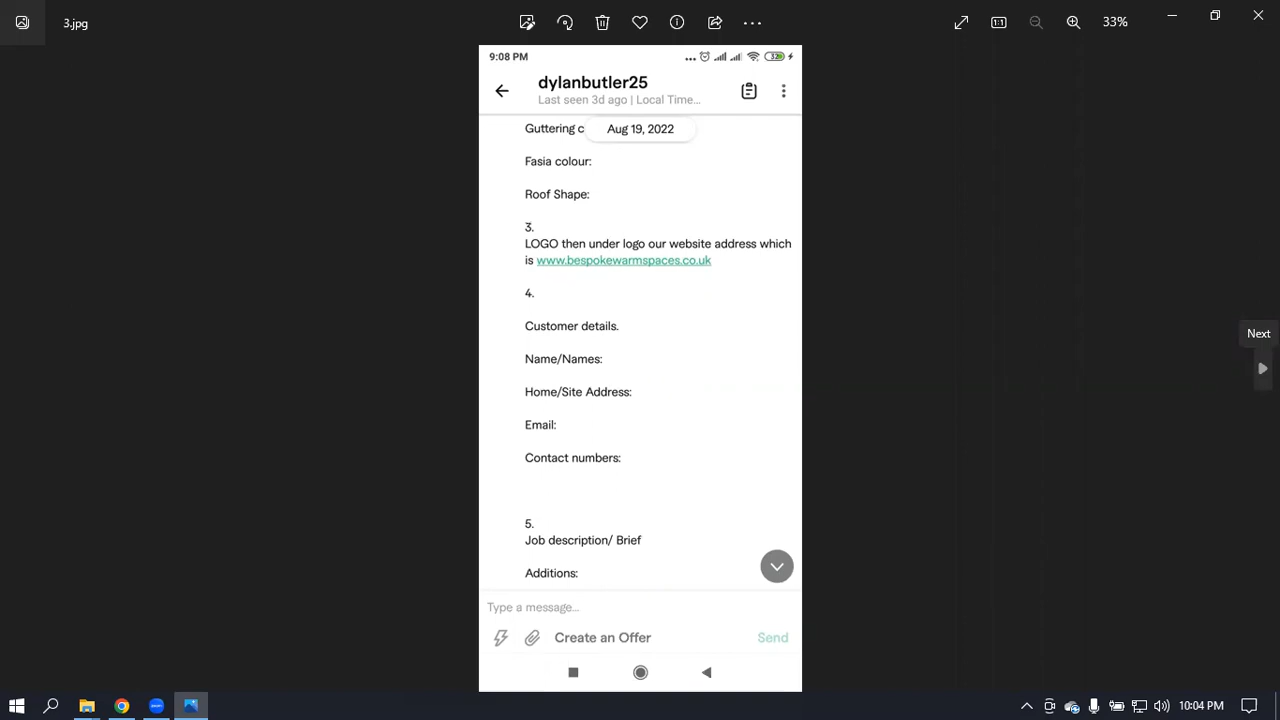 3.jpg
33%
9:08 PM
32
dylanbutler25
Last seen 3d ago | Local Time...
Guttering c
Aug 19, 2022
Fasia colour:
Roof Shape:
3.
LOGO then under logo our website address which
is www.bespokewarmspaces.co.uk
4.
Customer details.
Name/Names:
Home/Site Address:
Email:
Contact numbers:
5.
Job description/ Brief
Additions:
Type a message...
Create an Offer
Send
Next
10:04 PM